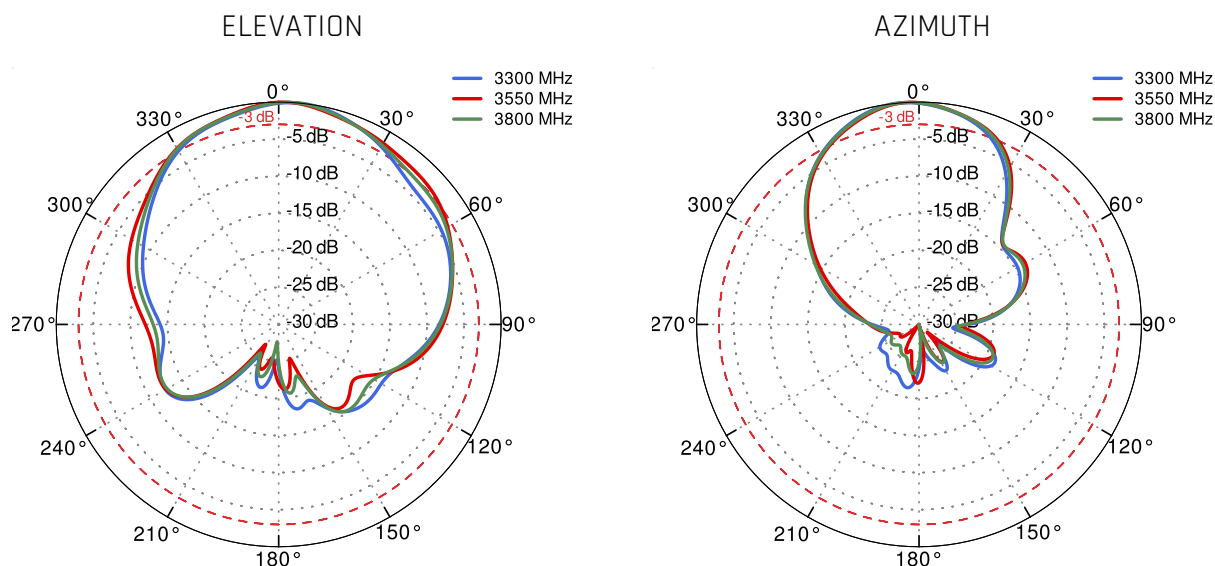 ELEVATION
3300 MHz
3550 MHz
3800 MHz
0°
30°
60°
90°
120°
150°
180°
210°
240°
270°
300°
330°
-3 dB
-5 dB
-10 dB
-15 dB
-20 dB
-25 dB
-30 dB
AZIMUTH
3300 MHz
3550 MHz
3800 MHz
0°
30°
60°
90°
120°
150°
180°
210°
240°
270°
300°
330°
-3 dB
-5 dB
-10 dB
-15 dB
-20 dB
-25 dB
-30 dB